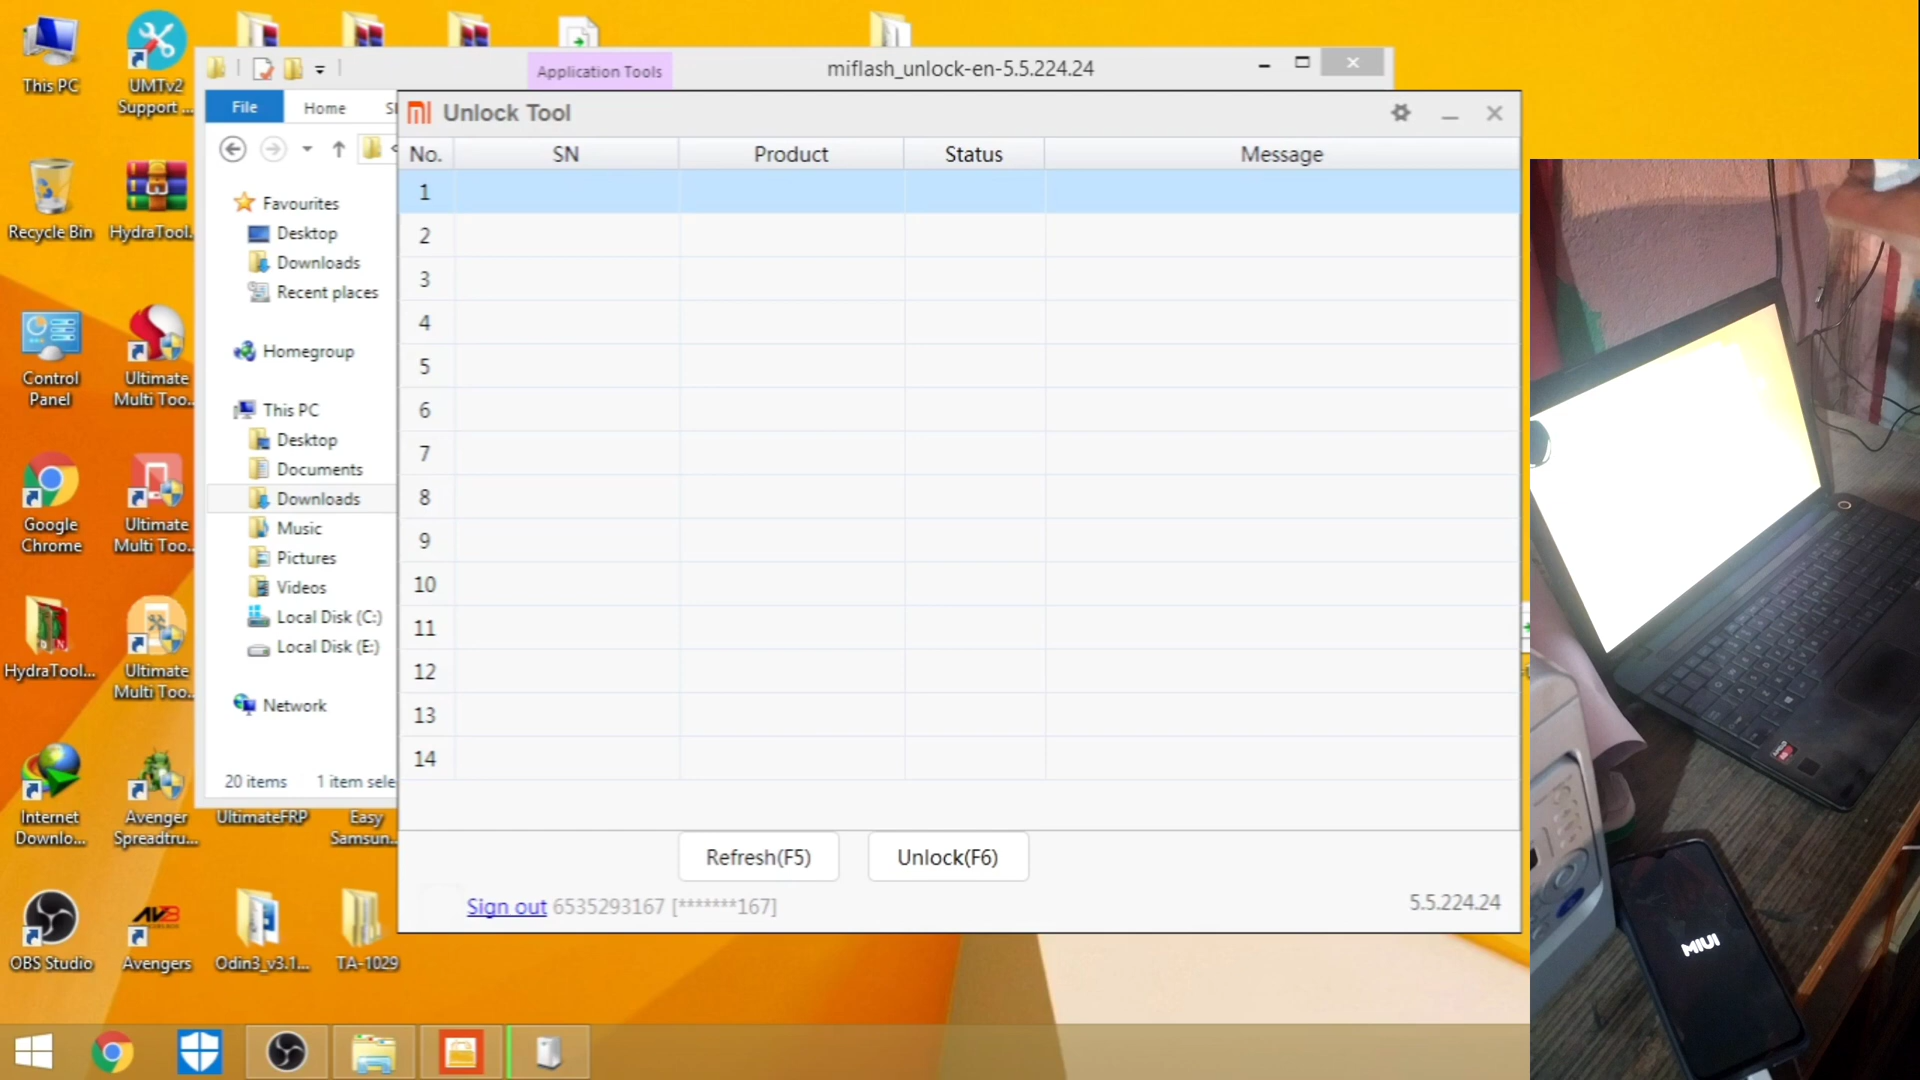 This PC
UMTv2
Support ...
Recycle Bin
HydraTool.
Control
Panel
Ultimate
Multi Too..
Google
Chrome
Ultimate
Multi Too..
HydraTool...
Ultimate
Multi Too..
Internet
Downlo...
Avenger
Spreadtru...
UltimateFRP
Easy
Samsun...
OBS Studio
Avengers
Odin3_v3.1...
TA-1029
Application Tools
miflash_unlock-en-5.5.224.24
File
Home
Favourites
Desktop
Downloads
Recent places
Homegroup
This PC
Desktop
Documents
Downloads
Music
Pictures
Videos
Local Disk (C:)
Local Disk (E:)
Network
20 items 1 item sele
Unlock Tool
No. SN Product Status Message
1
2
3
4
5
6
7
8
9
10
11
12
13
14
Refresh(F5) Unlock(F6)
Sign out 6535293167 [*******167]
5.5.224.24
MIUI
AMD